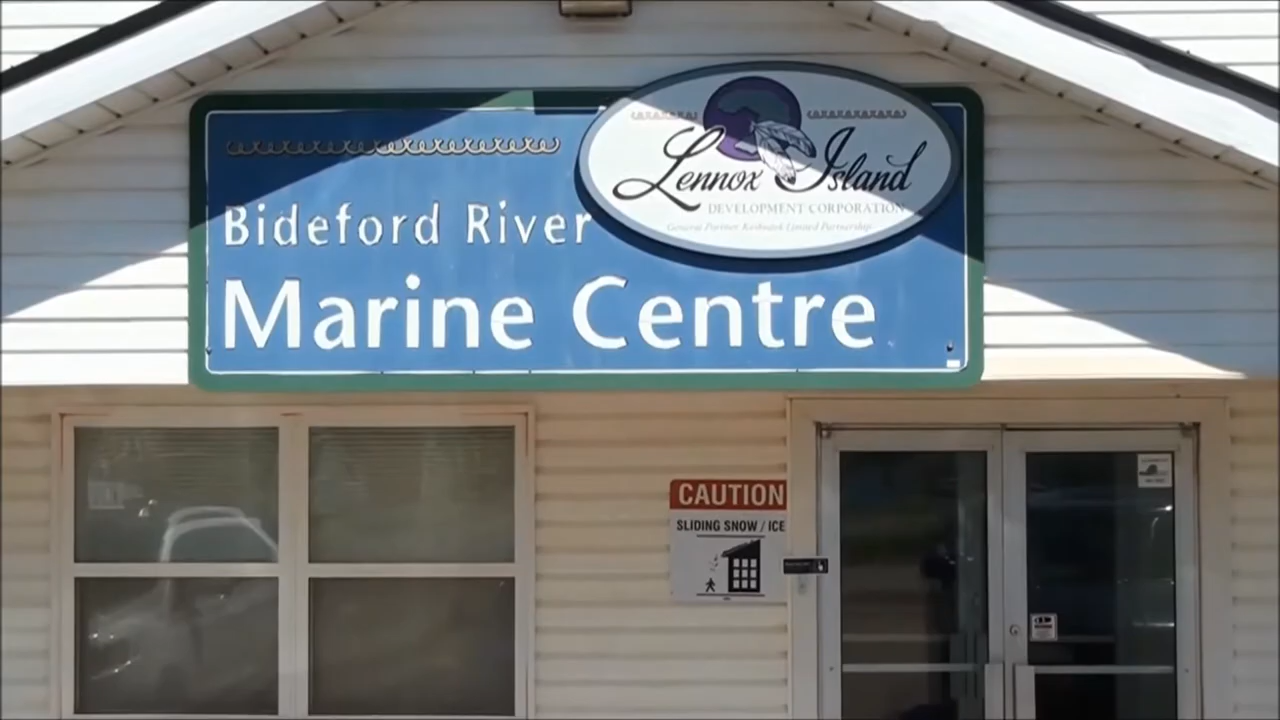 Lennox Island
DEVELOPMENT CORPORATION
Bideford River
Marine Centre
CAUTION
SLIDING SNOW / ICE